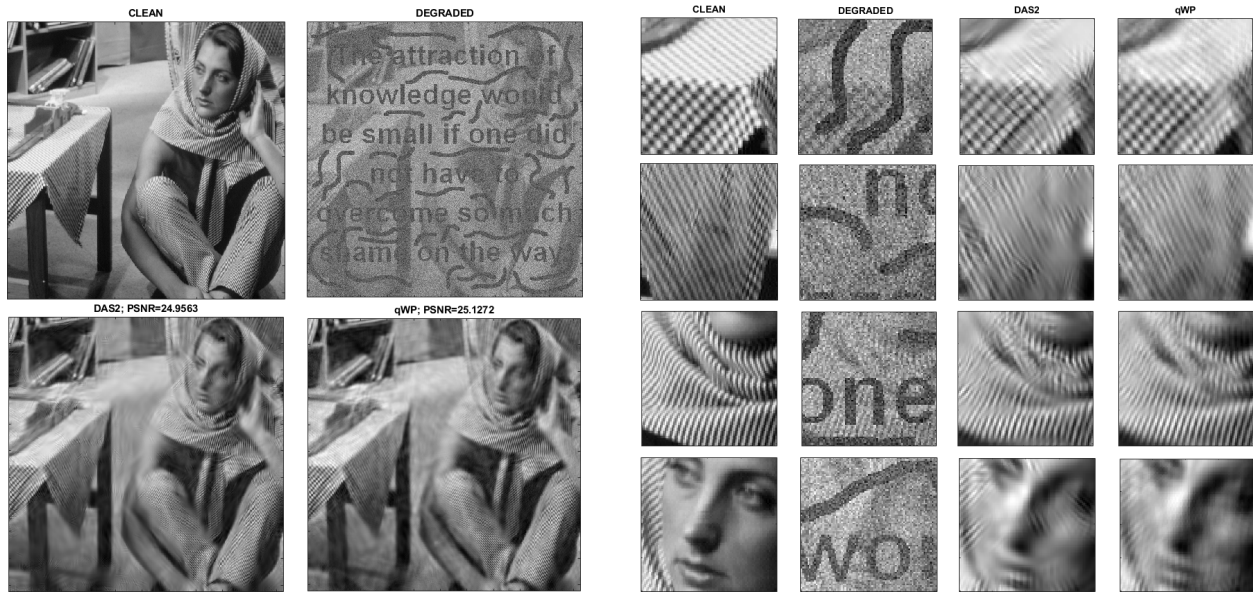 CLEAN
DEGRADED
The attraction of
knowledge would
be small if one did
not have to
overcome so much
shame on the way.
DAS2; PSNR=24.9563
qWP; PSNR=25.1272
CLEAN
DEGRADED
DAS2
qWP
no
one
wo